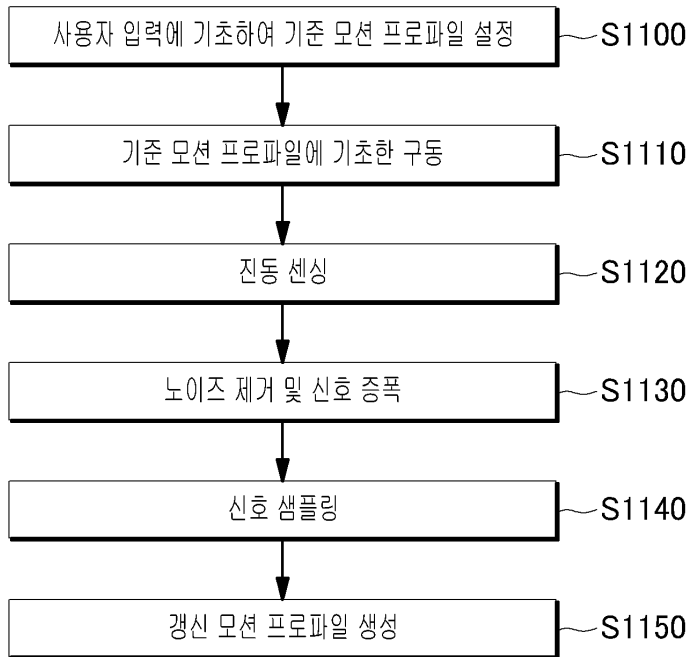 사용자 입력에 기초하여 기준 모션 프로파일 설정 S1100
기준 모션 프로파일에 기초한 구동 S1110
진동 센싱 S1120
노이즈 제거 및 신호 증폭 S1130
신호 샘플링 S1140
갱신 모션 프로파일 생성 S1150